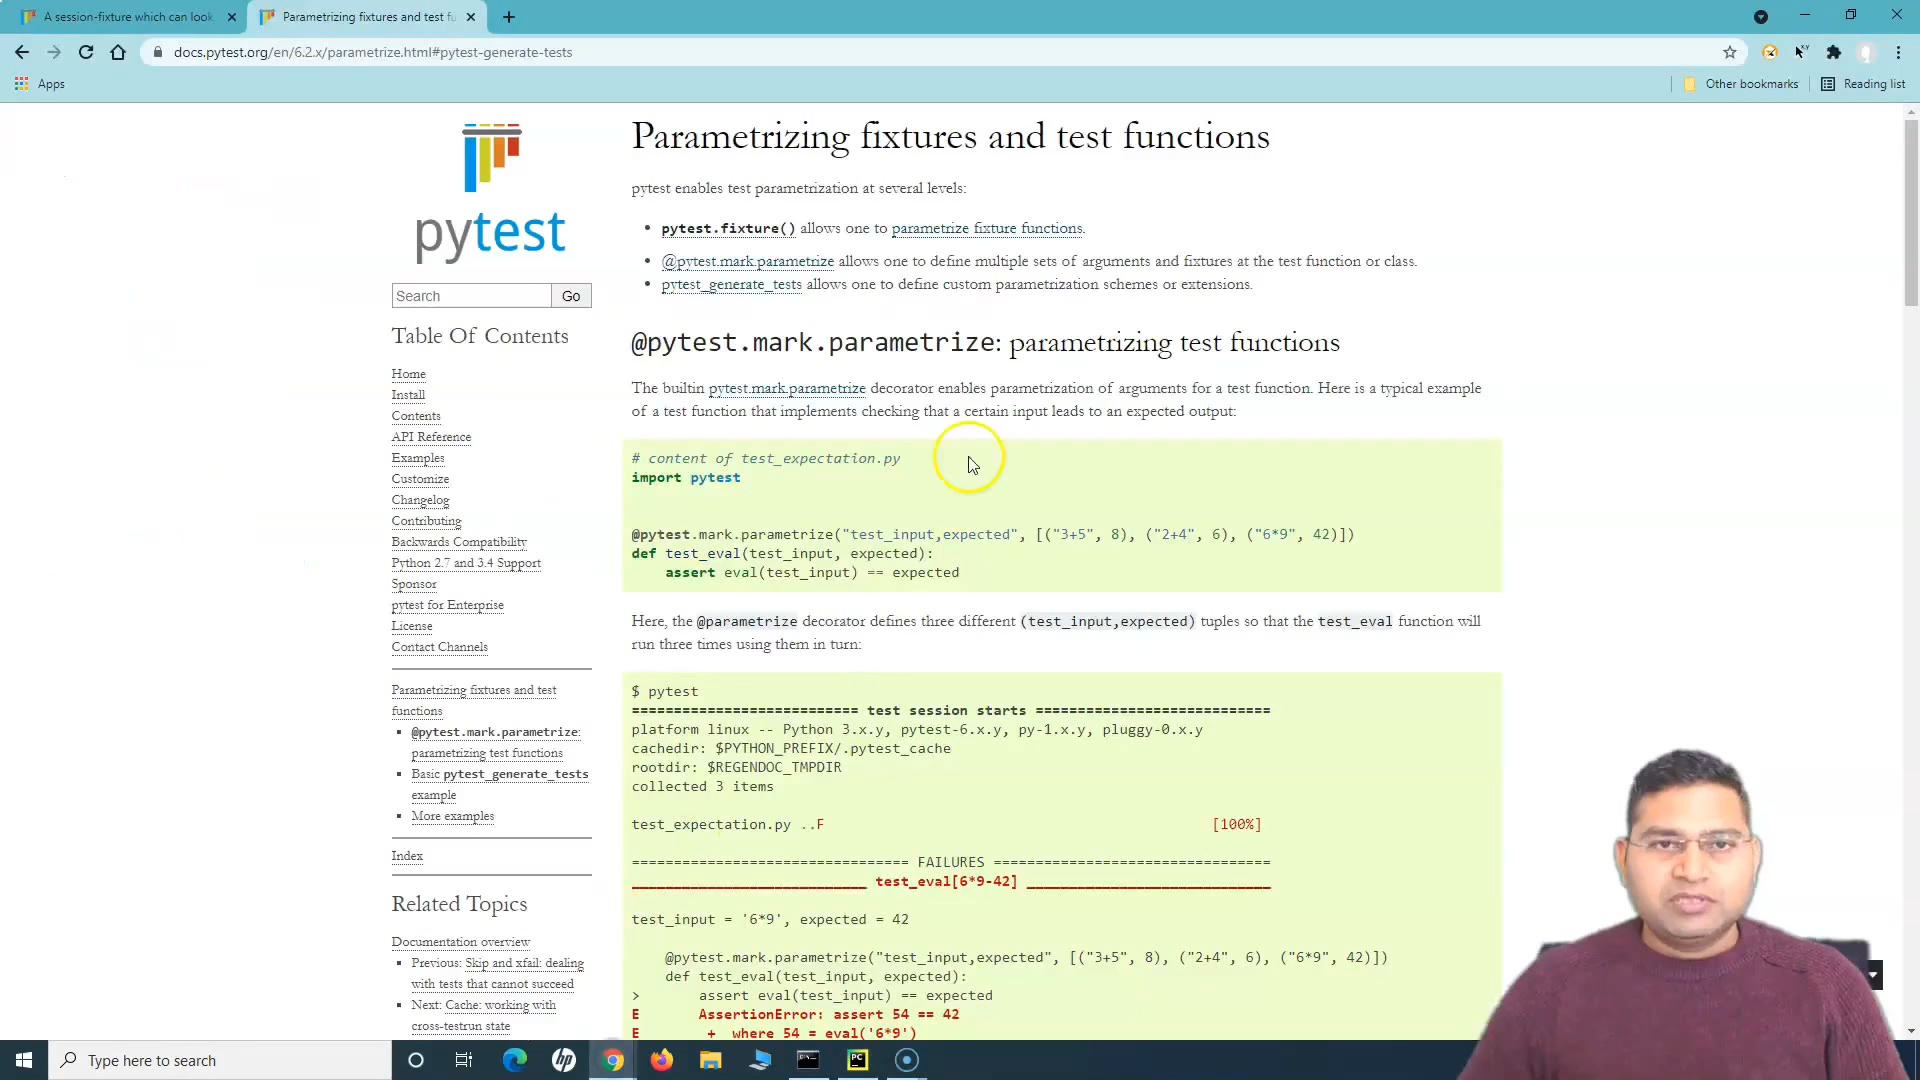 A session-fixture which can look
Parametrizing fixtures and test fu
docs.pytest.org/en/6.2.x/parametrize.html#pytest-generate-tests
Apps
Other bookmarks
Reading list
pytest
Search
Go
Table Of Contents
Home
Install
Contents
API Reference
Examples
Customize
Changelog
Contributing
Backwards Compatibility
Python 2.7 and 3.4 Support
Sponsor
pytest for Enterprise
License
Contact Channels
Parametrizing fixtures and test
functions
@pytest.mark.parametrize:
parametrizing test functions
Basic pytest_generate_tests
example
More examples
Index
Related Topics
Documentation overview
Previous: Skip and xfail: dealing
with tests that cannot succeed
Next: Cache: working with
cross-testrun state
Parametrizing fixtures and test functions
pytest enables test parametrization at several levels:
pytest.fixture() allows one to parametrize fixture functions.
@pytest.mark.parametrize allows one to define multiple sets of arguments and fixtures at the test function or class.
pytest_generate_tests allows one to define custom parametrization schemes or extensions.
@pytest.mark.parametrize: parametrizing test functions
The builtin pytest.mark.parametrize decorator enables parametrization of arguments for a test function. Here is a typical example
of a test function that implements checking that a certain input leads to an expected output:
# content of test_expectation.py
import pytest
@pytest.mark.parametrize("test_input,expected", [("3+5", 8), ("2+4", 6), ("6*9", 42)])
def test_eval(test_input, expected):
assert eval(test_input) == expected
Here, the @parametrize decorator defines three different (test_input,expected) tuples so that the test_eval function will
run three times using them in turn:
$ pytest
=========================== test session starts ============================
platform linux -- Python 3.x.y, pytest-6.x.y, py-1.x.y, pluggy-0.x.y
cachedir: $PYTHON_PREFIX/.pytest_cache
rootdir: $REGENDOC_TMPDIR
collected 3 items
test_expectation.py ..F [100%]
================================= FAILURES =================================
____________________________ test_eval[6*9-42] _____________________________
test_input = '6*9', expected = 42
@pytest.mark.parametrize("test_input,expected", [("3+5", 8), ("2+4", 6), ("6*9", 42)])
def test_eval(test_input, expected):
> assert eval(test_input) == expected
E AssertionError: assert 54 == 42
E + where 54 = eval('6*9')
Type here to search
hp
PC